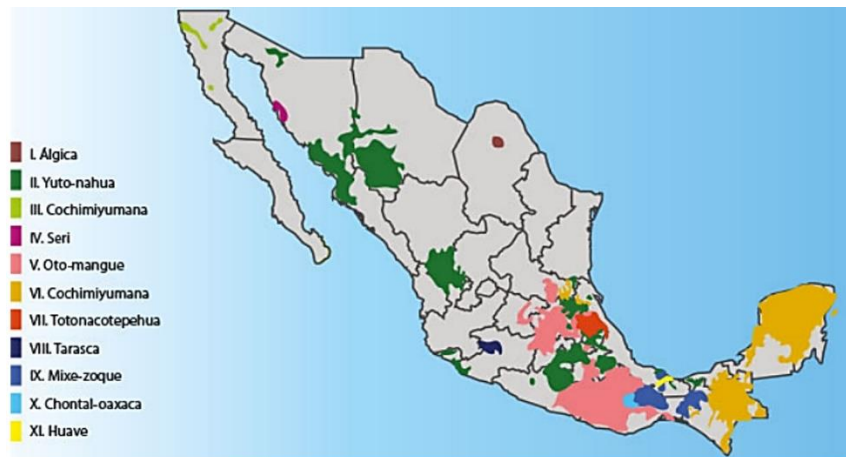 I. Álgica
II. Yuto-nahua
III. Cochimiyumana
IV. Seri
V. Oto-mangue
VI. Cochimiyumana
VII. Totonacotepehua
VIII. Tarasca
IX. Mixe-zoque
X. Chontal-oaxaca
XI. Huave